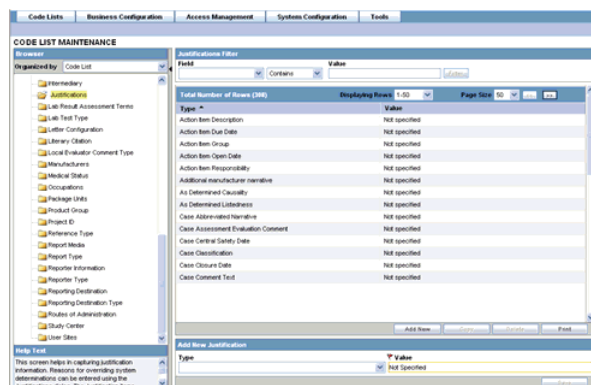 Code Lists Business Configuration Access Management System Configuration Tools
CODE LIST MAINTENANCE
Browser
Organized by Code List
Intermediary
Justifications
Lab Result Assessment Terms
Lab Test Type
Letter Configuration
Literary Citation
Local Evaluator Comment Type
Manufacturers
Medical Status
Occupations
Package Units
Product Group
Project ID
Reference Type
Report Media
Report Type
Reporter Information
Reporter Type
Reporting Destination
Reporting Destination Type
Routes of Administration
Study Center
User Sites
Help Text
This screen helps in capturing justification
information. Reasons for overriding system
determinations can be entered using the
Justifications Filter
Field Value
Contains
Total Number of Rows (300) Displaying Rows 1-50 Page Size 50
Type Value
Action Item Description Not specified
Action Item Due Date Not specified
Action Item Group Not specified
Action Item Open Date Not specified
Action Item Responsibility Not specified
Additional manufacturer narrative Not specified
As Determined Causality Not specified
As Determined Listedness Not specified
Case Abbreviated Narrative Not specified
Case Assessment Evaluation Comment Not specified
Case Central Safety Date Not specified
Case Classification Not specified
Case Closure Date Not specified
Case Comment Text Not specified
Add New Copy Delete Print
Add New Justification
Type Value
Not Specified